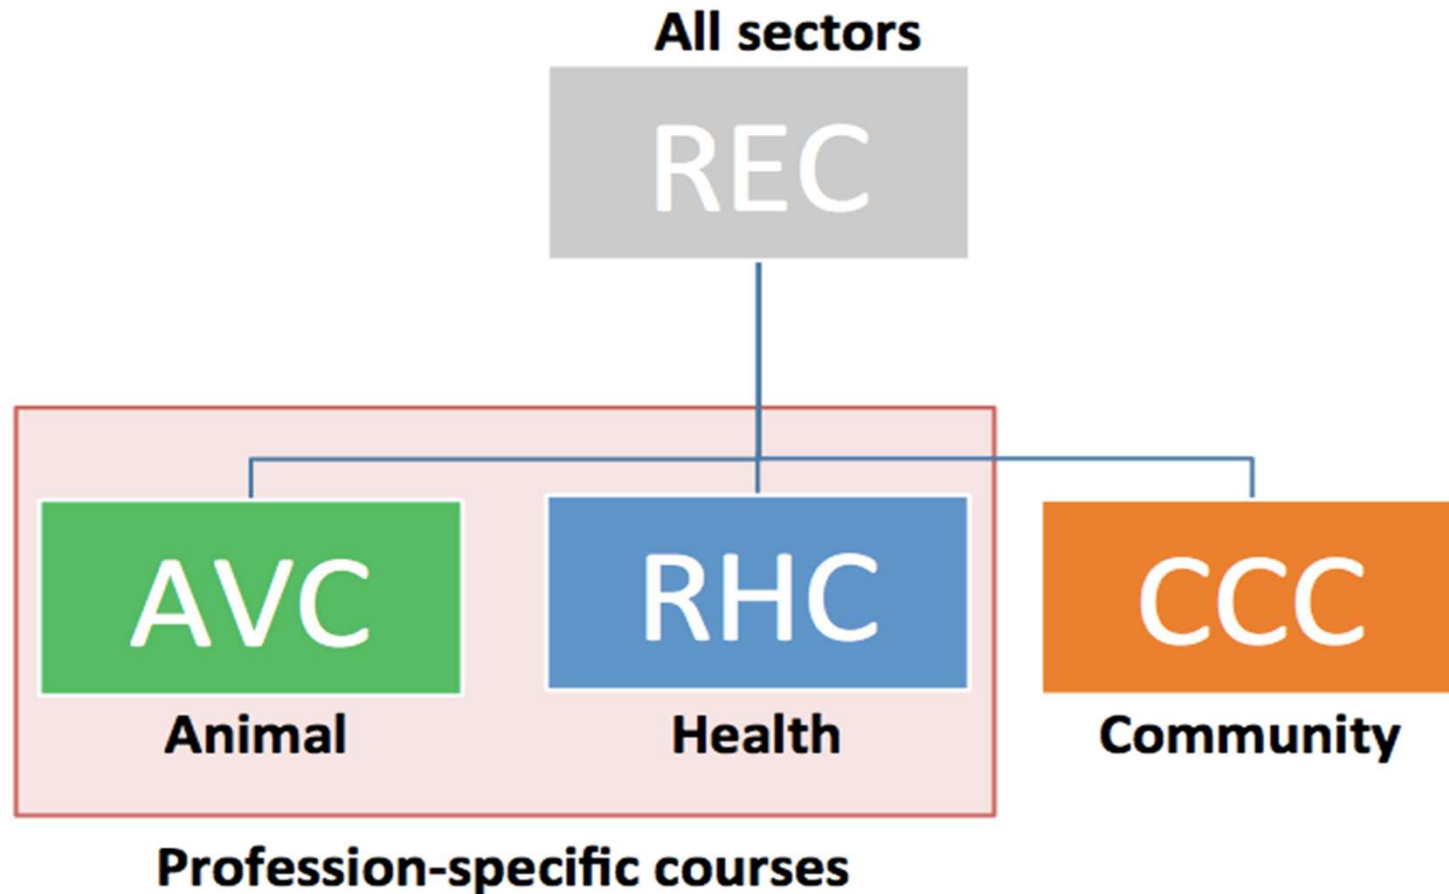 All sectors
REC
AVC
RHC
CCC
Animal
Health
Community
Profession-specific courses